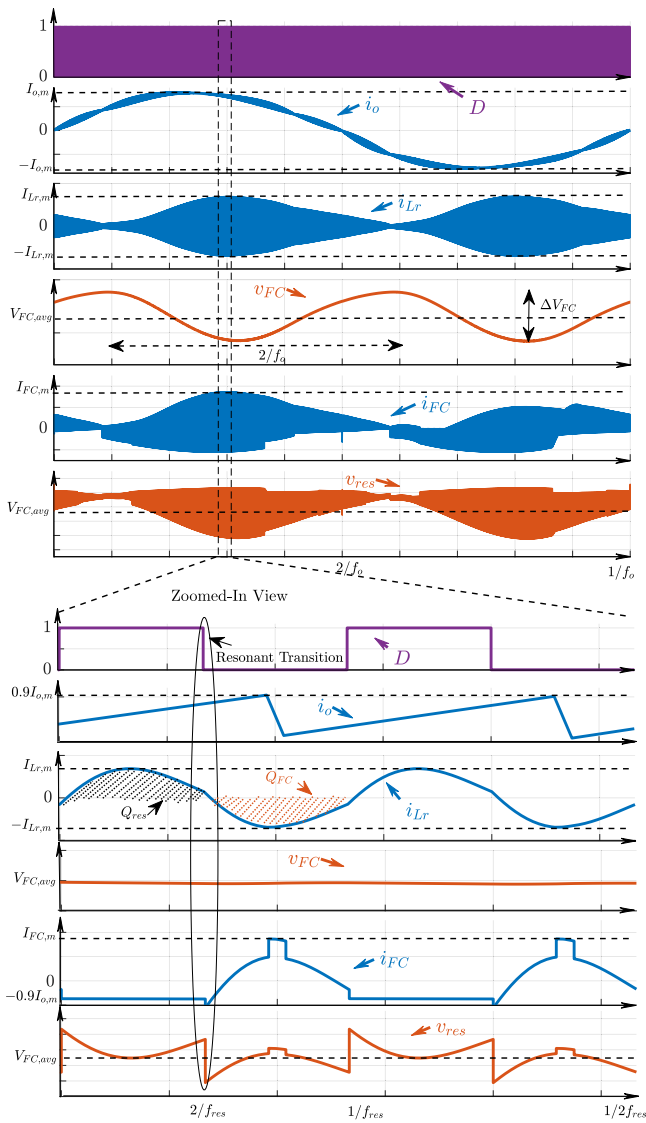 1
0
D
I_{o,m}
0
-I_{o,m}
i_o
I_{Lr,m}
0
-I_{Lr,m}
i_{Lr}
V_{FC,avg}
v_{FC}
ΔV_{FC}
2/f_o
I_{FC,m}
0
i_{FC}
V_{FC,avg}
v_{res}
2/f_o
1/f_o
Zoomed-In View
1
0
Resonant Transition
D
0.9I_{o,m}
i_o
I_{Lr,m}
0
-I_{Lr,m}
Q_{res}
Q_{FC}
i_{Lr}
V_{FC,avg}
v_{FC}
I_{FC,m}
0
-0.9I_{o,m}
i_{FC}
V_{FC,avg}
v_{res}
2/f_{res}
1/f_{res}
1/2f_{res}